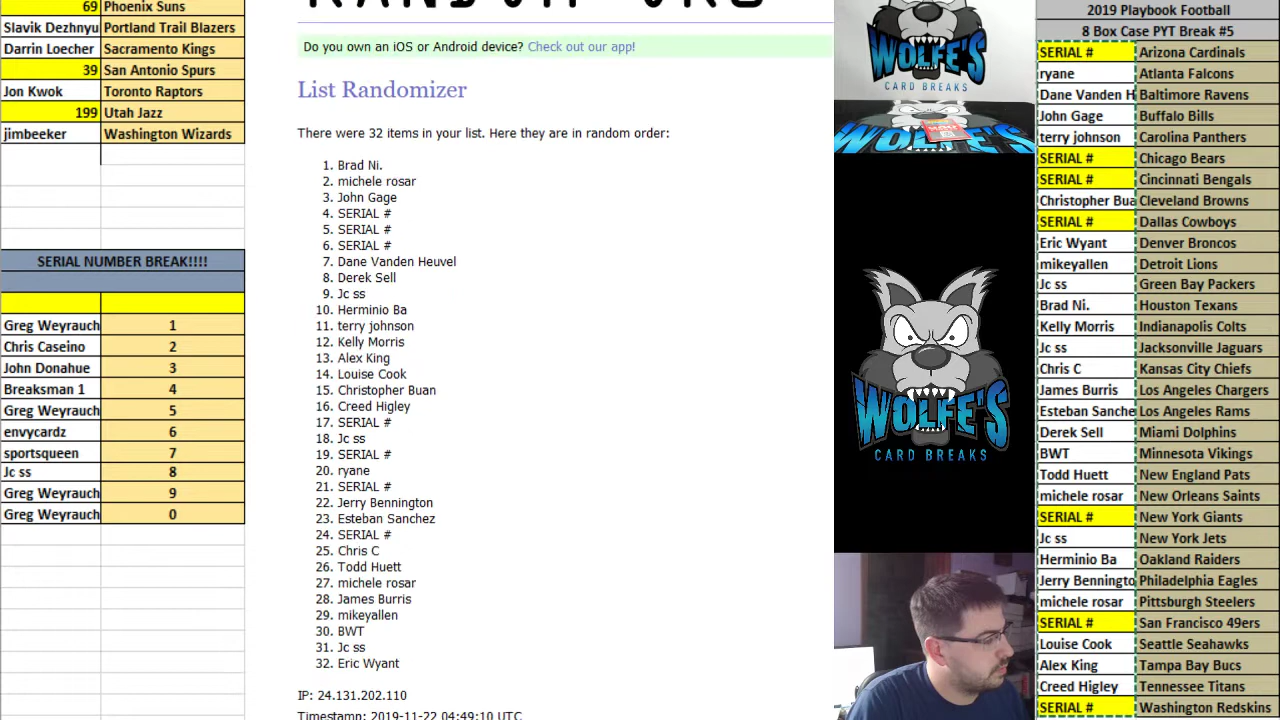 69 Phoenix Suns
Slavik Dezhnyu Portland Trail Blazers
Darrin Loecher Sacramento Kings
39 San Antonio Spurs
Jon Kwok Toronto Raptors
199 Utah Jazz
jimbeeker Washington Wizards
SERIAL NUMBER BREAK!!!!
Greg Weyrauch 1
Chris Caseino 2
John Donahue 3
Breaksman 1 4
Greg Weyrauch 5
envycardz 6
sportsqueen 7
Jc ss 8
Greg Weyrauch 9
Greg Weyrauch 0
RANDOM.ORG
Do you own an iOS or Android device? Check out our app!
List Randomizer
There were 32 items in your list. Here they are in random order:
1. Brad Ni.
2. michele rosar
3. John Gage
4. SERIAL #
5. SERIAL #
6. SERIAL #
7. Dane Vanden Heuvel
8. Derek Sell
9. Jc ss
10. Herminio Ba
11. terry johnson
12. Kelly Morris
13. Alex King
14. Louise Cook
15. Christopher Buan
16. Creed Higley
17. SERIAL #
18. Jc ss
19. SERIAL #
20. ryane
21. SERIAL #
22. Jerry Bennington
23. Esteban Sanchez
24. SERIAL #
25. Chris C
26. Todd Huett
27. michele rosar
28. James Burris
29. mikeyallen
30. BWT
31. Jc ss
32. Eric Wyant
IP: 24.131.202.110
Timestamp: 2019-11-22 04:49:10 UTC
WOLFE'S
CARD BREAKS
WOLFE'S
CARD BREAKS
2019 Playbook Football
8 Box Case PYT Break #5
SERIAL # Arizona Cardinals
ryane Atlanta Falcons
Dane Vanden H Baltimore Ravens
John Gage Buffalo Bills
terry johnson Carolina Panthers
SERIAL # Chicago Bears
SERIAL # Cincinnati Bengals
Christopher Bua Cleveland Browns
SERIAL # Dallas Cowboys
Eric Wyant Denver Broncos
mikeyallen Detroit Lions
Jc ss Green Bay Packers
Brad Ni. Houston Texans
Kelly Morris Indianapolis Colts
Jc ss Jacksonville Jaguars
Chris C Kansas City Chiefs
James Burris Los Angeles Chargers
Esteban Sanche Los Angeles Rams
Derek Sell Miami Dolphins
BWT Minnesota Vikings
Todd Huett New England Pats
michele rosar New Orleans Saints
SERIAL # New York Giants
Jc ss New York Jets
Herminio Ba Oakland Raiders
Jerry Benningto Philadelphia Eagles
michele rosar Pittsburgh Steelers
SERIAL # San Francisco 49ers
Louise Cook Seattle Seahawks
Alex King Tampa Bay Bucs
Creed Higley Tennessee Titans
SERIAL # Washington Redskins